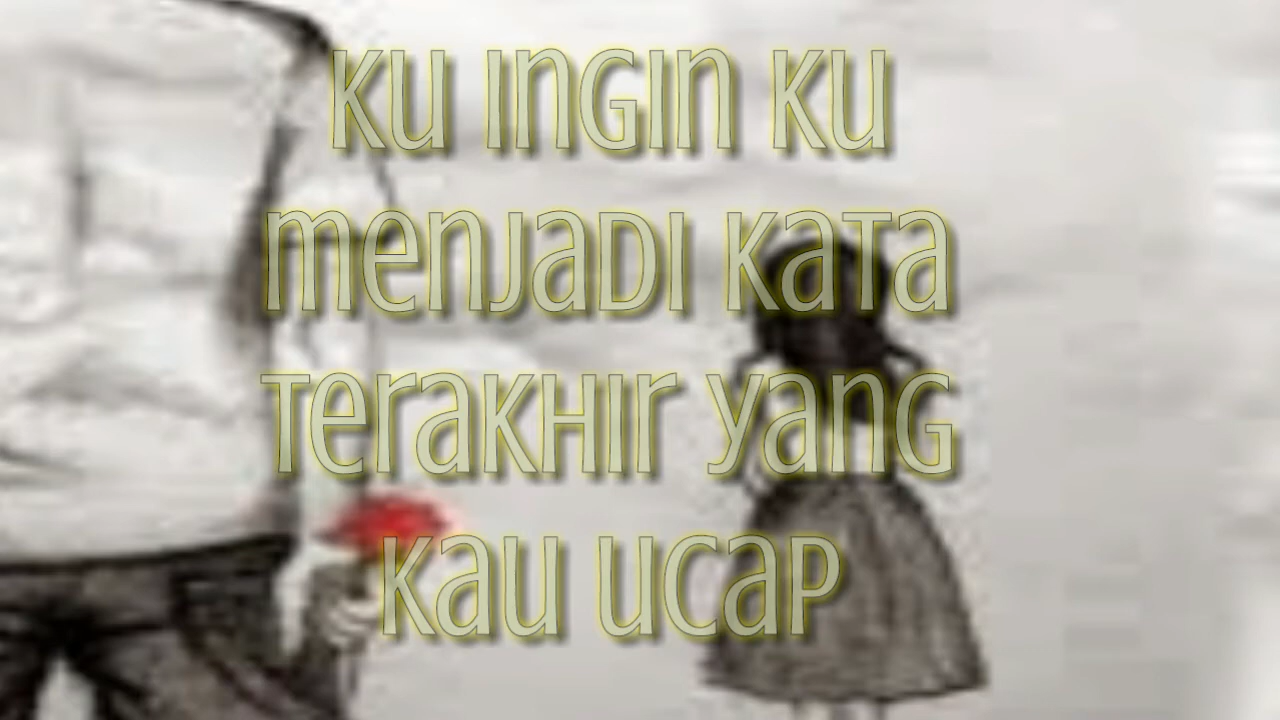 KU INGIN KU
MENJADI KATA
TERAKHIR YANG
KAU UCAP